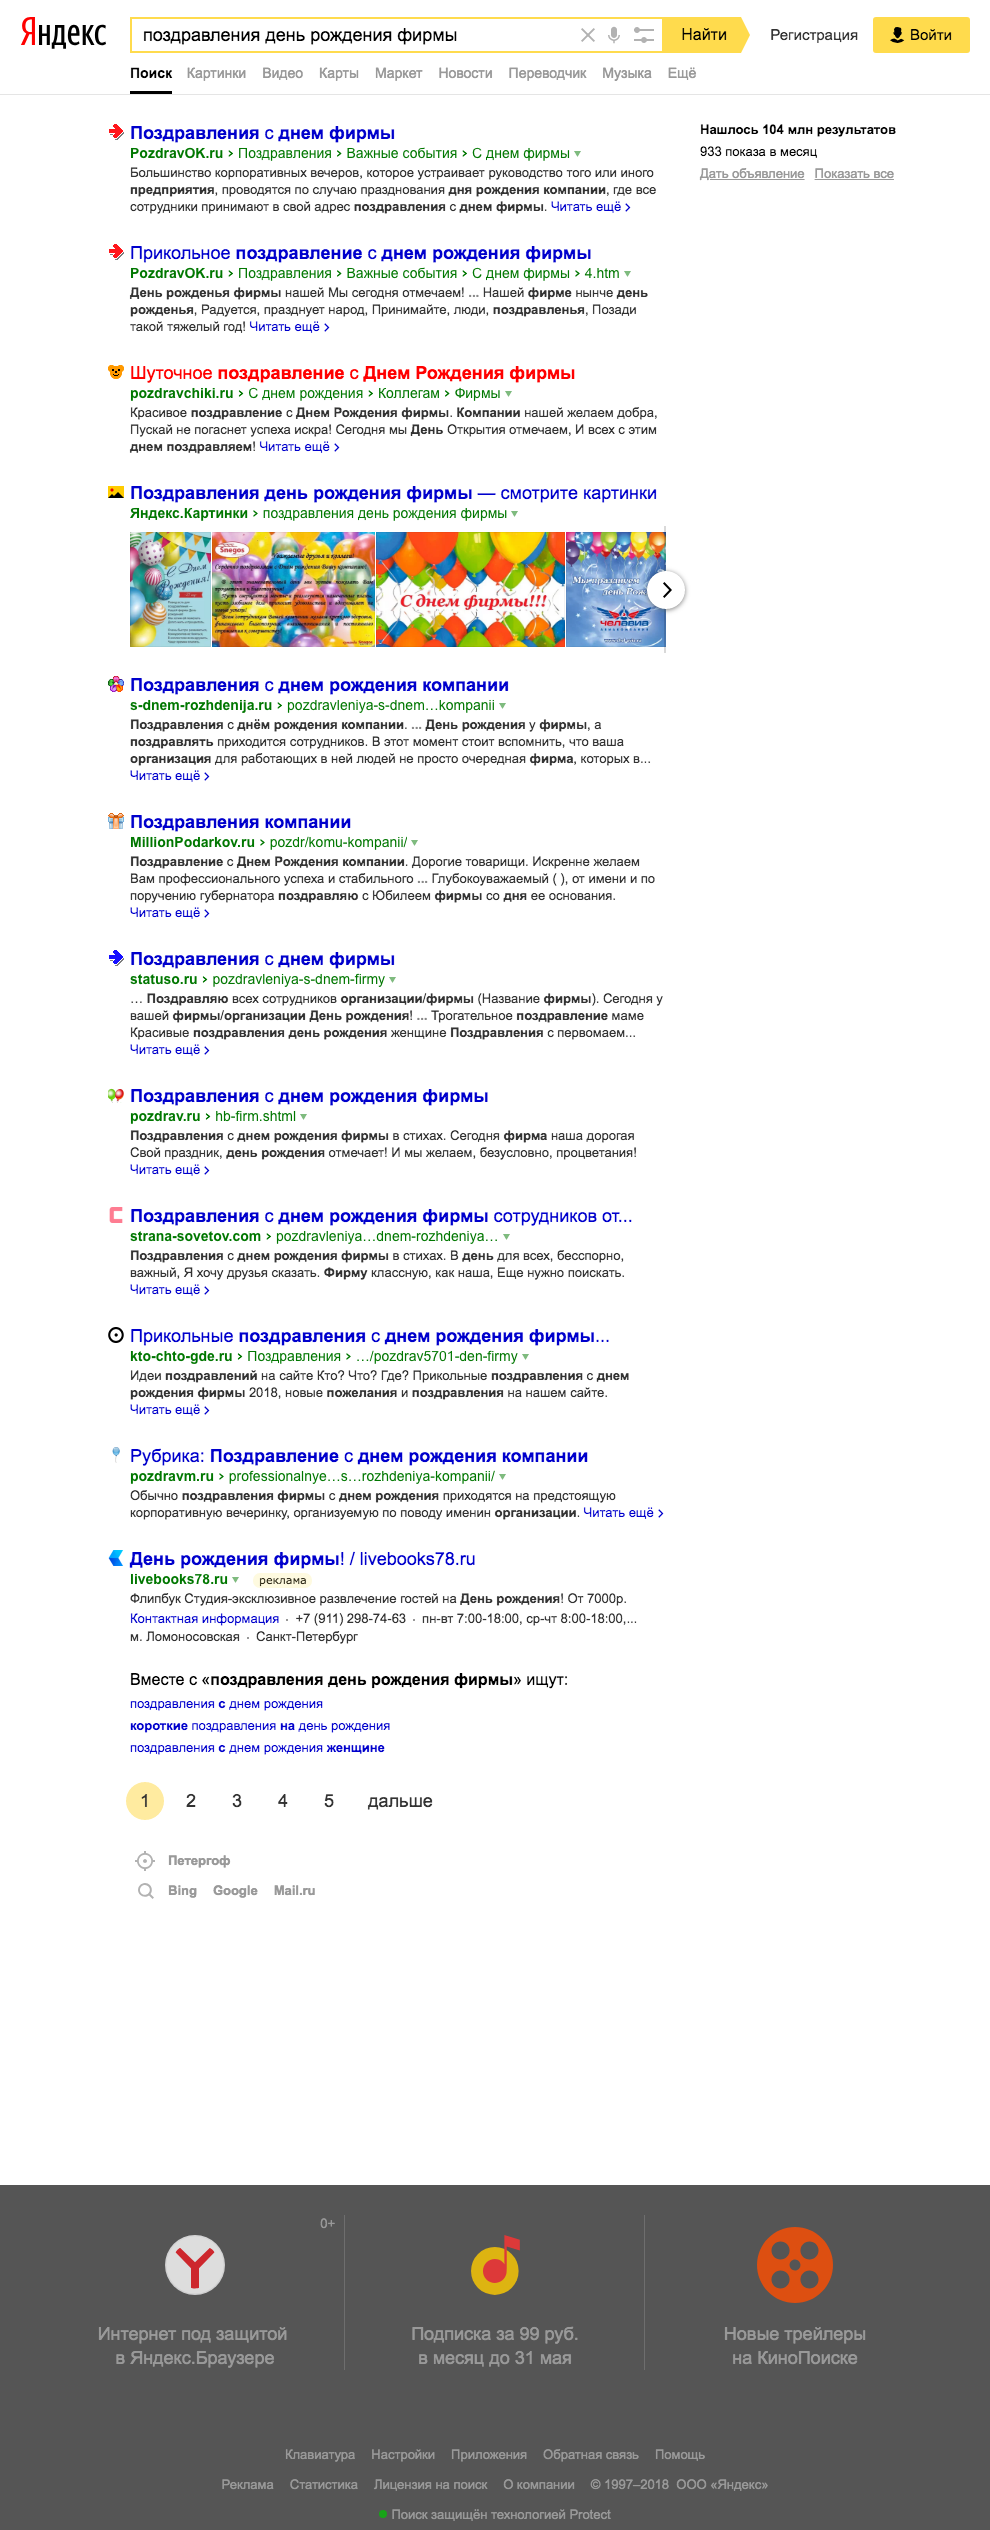 Яндекс
поздравления день рождения фирмы
Найти
Регистрация
Войти
Поиск Картинки Видео Карты Маркет Новости Переводчик Музыка Ещё
Поздравления с днем фирмы
PozdravOK.ru › Поздравления › Важные события › С днем фирмы
Большинство корпоративных вечеров, которое устраивает руководство того или иного
предприятия, проводятся по случаю празднования дня рождения компании, где все
сотрудники принимают в свой адрес поздравления с днем фирмы. Читать ещё ›
Нашлось 104 млн результатов
933 показа в месяц
Дать объявление Показать все
Прикольное поздравление с днем рождения фирмы
PozdravOK.ru › Поздравления › Важные события › С днем фирмы › 4.htm
День рожденья фирмы нашей Мы сегодня отмечаем! ... Нашей фирме нынче день
рожденья, Радуется, празднует народ, Принимайте, люди, поздравленья, Позади
такой тяжелый год! Читать ещё ›
Шуточное поздравление с Днем Рождения фирмы
pozdravchiki.ru › С днем рождения › Коллегам › Фирмы
Красивое поздравление с Днем Рождения фирмы. Компании нашей желаем добра,
Пускай не погаснет успеха искра! Сегодня мы День Открытия отмечаем, И всех с этим
днем поздравляем! Читать ещё ›
Поздравления день рождения фирмы — смотрите картинки
Яндекс.Картинки › поздравления день рождения фирмы
С Днем
Рождения!
Snegos
Уважаемые друзья и коллеги!
С днем фирмы!!!
Мы празднуем
День Рож
челавиа
Поздравления с днем рождения компании
s-dnem-rozhdenija.ru › pozdravleniya-s-dnem…kompanii
Поздравления с днём рождения компании. ... День рождения у фирмы, а
поздравлять приходится сотрудников. В этот момент стоит вспомнить, что ваша
организация для работающих в ней людей не просто очередная фирма, которых в...
Читать ещё ›
Поздравления компании
MillionPodarkov.ru › pozdr/komu-kompanii/
Поздравление с Днем Рождения компании. Дорогие товарищи. Искренне желаем
Вам профессионального успеха и стабильного ... Глубокоуважаемый ( ), от имени и по
поручению губернатора поздравляю с Юбилеем фирмы со дня ее основания.
Читать ещё ›
Поздравления с днем фирмы
statuso.ru › pozdravleniya-s-dnem-firmy
... Поздравляю всех сотрудников организации/фирмы (Название фирмы). Сегодня у
вашей фирмы/организации День рождения! ... Трогательное поздравление маме
Красивые поздравления день рождения женщине Поздравления с первомаем...
Читать ещё ›
Поздравления с днем рождения фирмы
pozdrav.ru › hb-firm.shtml
Поздравления с днем рождения фирмы в стихах. Сегодня фирма наша дорогая
Свой праздник, день рождения отмечает! И мы желаем, безусловно, процветания!
Читать ещё ›
Поздравления с днем рождения фирмы сотрудников от...
strana-sovetov.com › pozdravleniya…dnem-rozhdeniya…
Поздравления с днем рождения фирмы в стихах. В день для всех, бесспорно,
важный, Я хочу друзья сказать. Фирму классную, как наша, Еще нужно поискать.
Читать ещё ›
Прикольные поздравления с днем рождения фирмы...
kto-chto-gde.ru › Поздравления › …/pozdrav5701-den-firmy
Идеи поздравлений на сайте Кто? Что? Где? Прикольные поздравления с днем
рождения фирмы 2018, новые пожелания и поздравления на нашем сайте.
Читать ещё ›
Рубрика: Поздравление с днем рождения компании
pozdravm.ru › professionalnye…s…rozhdeniya-kompanii/
Обычно поздравления фирмы с днем рождения приходятся на предстоящую
корпоративную вечеринку, организуемую по поводу именин организации. Читать ещё ›
День рождения фирмы! / livebooks78.ru
livebooks78.ru реклама
Флипбук Студия-эксклюзивное развлечение гостей на День рождения! От 7000р.
Контактная информация · +7 (911) 298-74-63 · пн-вт 7:00-18:00, ср-чт 8:00-18:00,...
м. Ломоносовская · Санкт-Петербург
Вместе с «поздравления день рождения фирмы» ищут:
поздравления с днем рождения
короткие поздравления на день рождения
поздравления с днем рождения женщине
1 2 3 4 5 дальше
Петергоф
Bing Google Mail.ru
0+
Интернет под защитой
в Яндекс.Браузере
Подписка за 99 руб.
в месяц до 31 мая
Новые трейлеры
на КиноПоиске
Клавиатура Настройки Приложения Обратная связь Помощь
Реклама Статистика Лицензия на поиск О компании © 1997–2018 ООО «Яндекс»
Поиск защищён технологией Protect